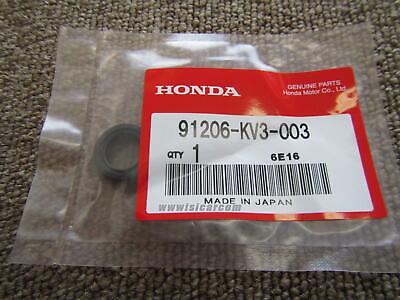 HONDA
GENUINE PARTS
Honda Motor Co., Ltd.
91206-KV3-003
QTY 1
6E16
MADE IN JAPAN
www.isicar.com